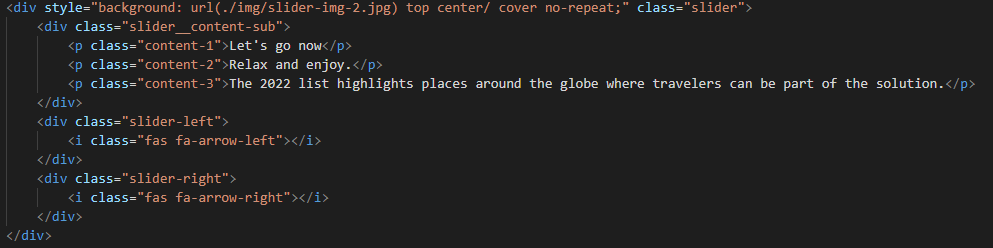 <div style="background: url(./img/slider-img-2.jpg) top center/ cover no-repeat;" class="slider">
    <div class="slider__content-sub">
        <p class="content-1">Let's go now</p>
        <p class="content-2">Relax and enjoy.</p>
        <p class="content-3">The 2022 list highlights places around the globe where travelers can be part of the solution.</p>
    </div>
    <div class="slider-left">
        <i class="fas fa-arrow-left"></i>
    </div>
    <div class="slider-right">
        <i class="fas fa-arrow-right"></i>
    </div>
</div>